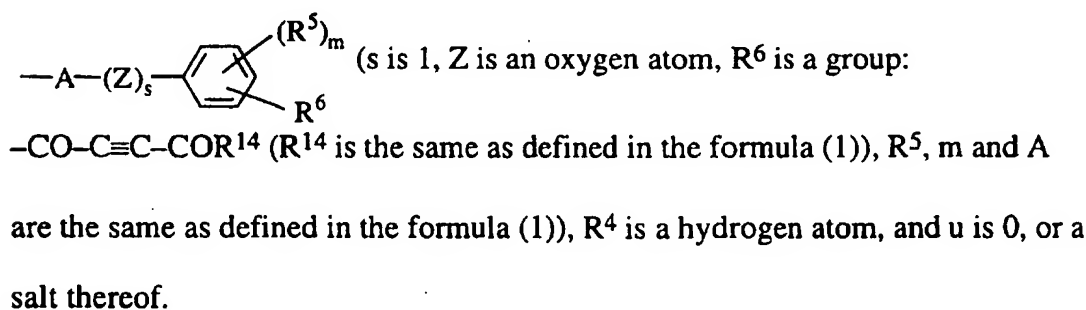 —A—(Z)s— (R⁵)m R⁶ (s is 1, Z is an oxygen atom, R⁶ is a group:
–CO–C≡C–COR¹⁴ (R¹⁴ is the same as defined in the formula (1)), R⁵, m and A
are the same as defined in the formula (1)), R⁴ is a hydrogen atom, and u is 0, or a
salt thereof.